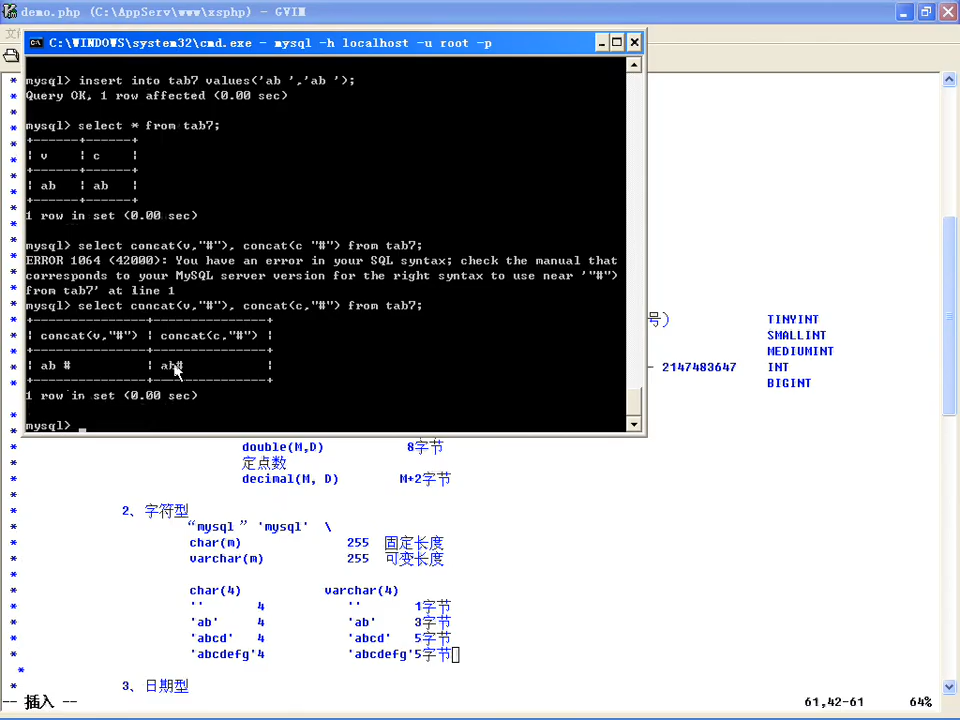 demo.php (C:\AppServ\www\xsphp) - GVIM
C:\WINDOWS\system32\cmd.exe - mysql -h localhost -u root -p
mysql> insert into tab7 values('ab ','ab ');
Query OK, 1 row affected (0.00 sec)
mysql> select * from tab7;
+------+------+
| v | c |
+------+------+
| ab | ab |
+------+------+
1 row in set (0.00 sec)
mysql> select concat(v,"#"), concat(c "#") from tab7;
ERROR 1064 (42000): You have an error in your SQL syntax; check the manual that
corresponds to your MySQL server version for the right syntax to use near '"#")
from tab7' at line 1
mysql> select concat(v,"#"), concat(c,"#") from tab7;
+---------------+---------------+
| concat(v,"#") | concat(c,"#") |
+---------------+---------------+
| ab # | ab# |
+---------------+---------------+
1 row in set (0.00 sec)
mysql> _
号) TINYINT
SMALLINT
MEDIUMINT
- 2147483647 INT
BIGINT
* double(M,D) 8字节
* 定点数
* decimal(M, D) M+2字节
*
* 2、字符型
* “mysql ” 'mysql' \
* char(m) 255 固定长度
* varchar(m) 255 可变长度
*
* char(4) varchar(4)
* '' 4 '' 1字节
* 'ab' 4 'ab' 3字节
* 'abcd' 4 'abcd' 5字节
* 'abcdefg'4 'abcdefg'5字节
*
* 3、日期型
-- 插入 -- 61,42-61 64%